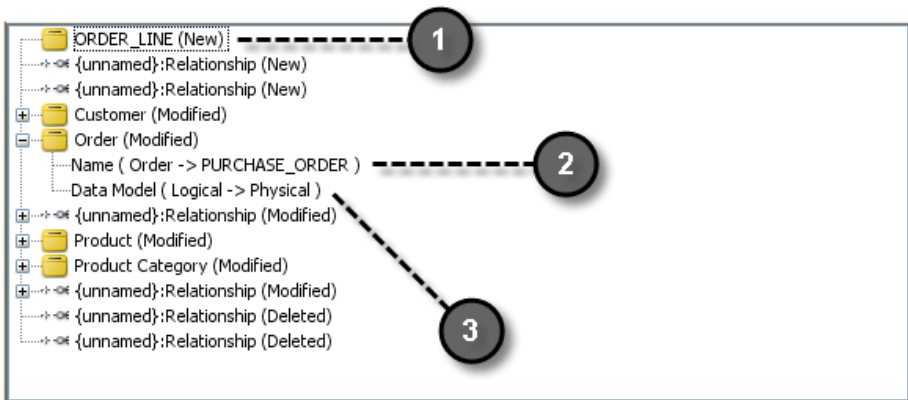 ORDER_LINE (New)
1
{unnamed}:Relationship (New)
{unnamed}:Relationship (New)
Customer (Modified)
Order (Modified)
Name ( Order -> PURCHASE_ORDER )
2
Data Model ( Logical -> Physical )
{unnamed}:Relationship (Modified)
Product (Modified)
Product Category (Modified)
{unnamed}:Relationship (Modified)
{unnamed}:Relationship (Deleted)
3
{unnamed}:Relationship (Deleted)